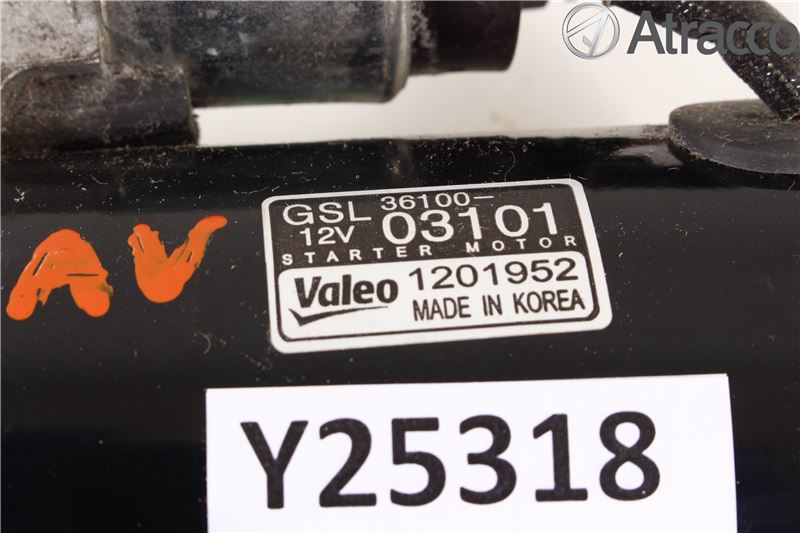 Atracco
GSL 36100-
12V 03101
STARTER MOTOR
Valeo 1201952
MADE IN KOREA
AV
Y25318